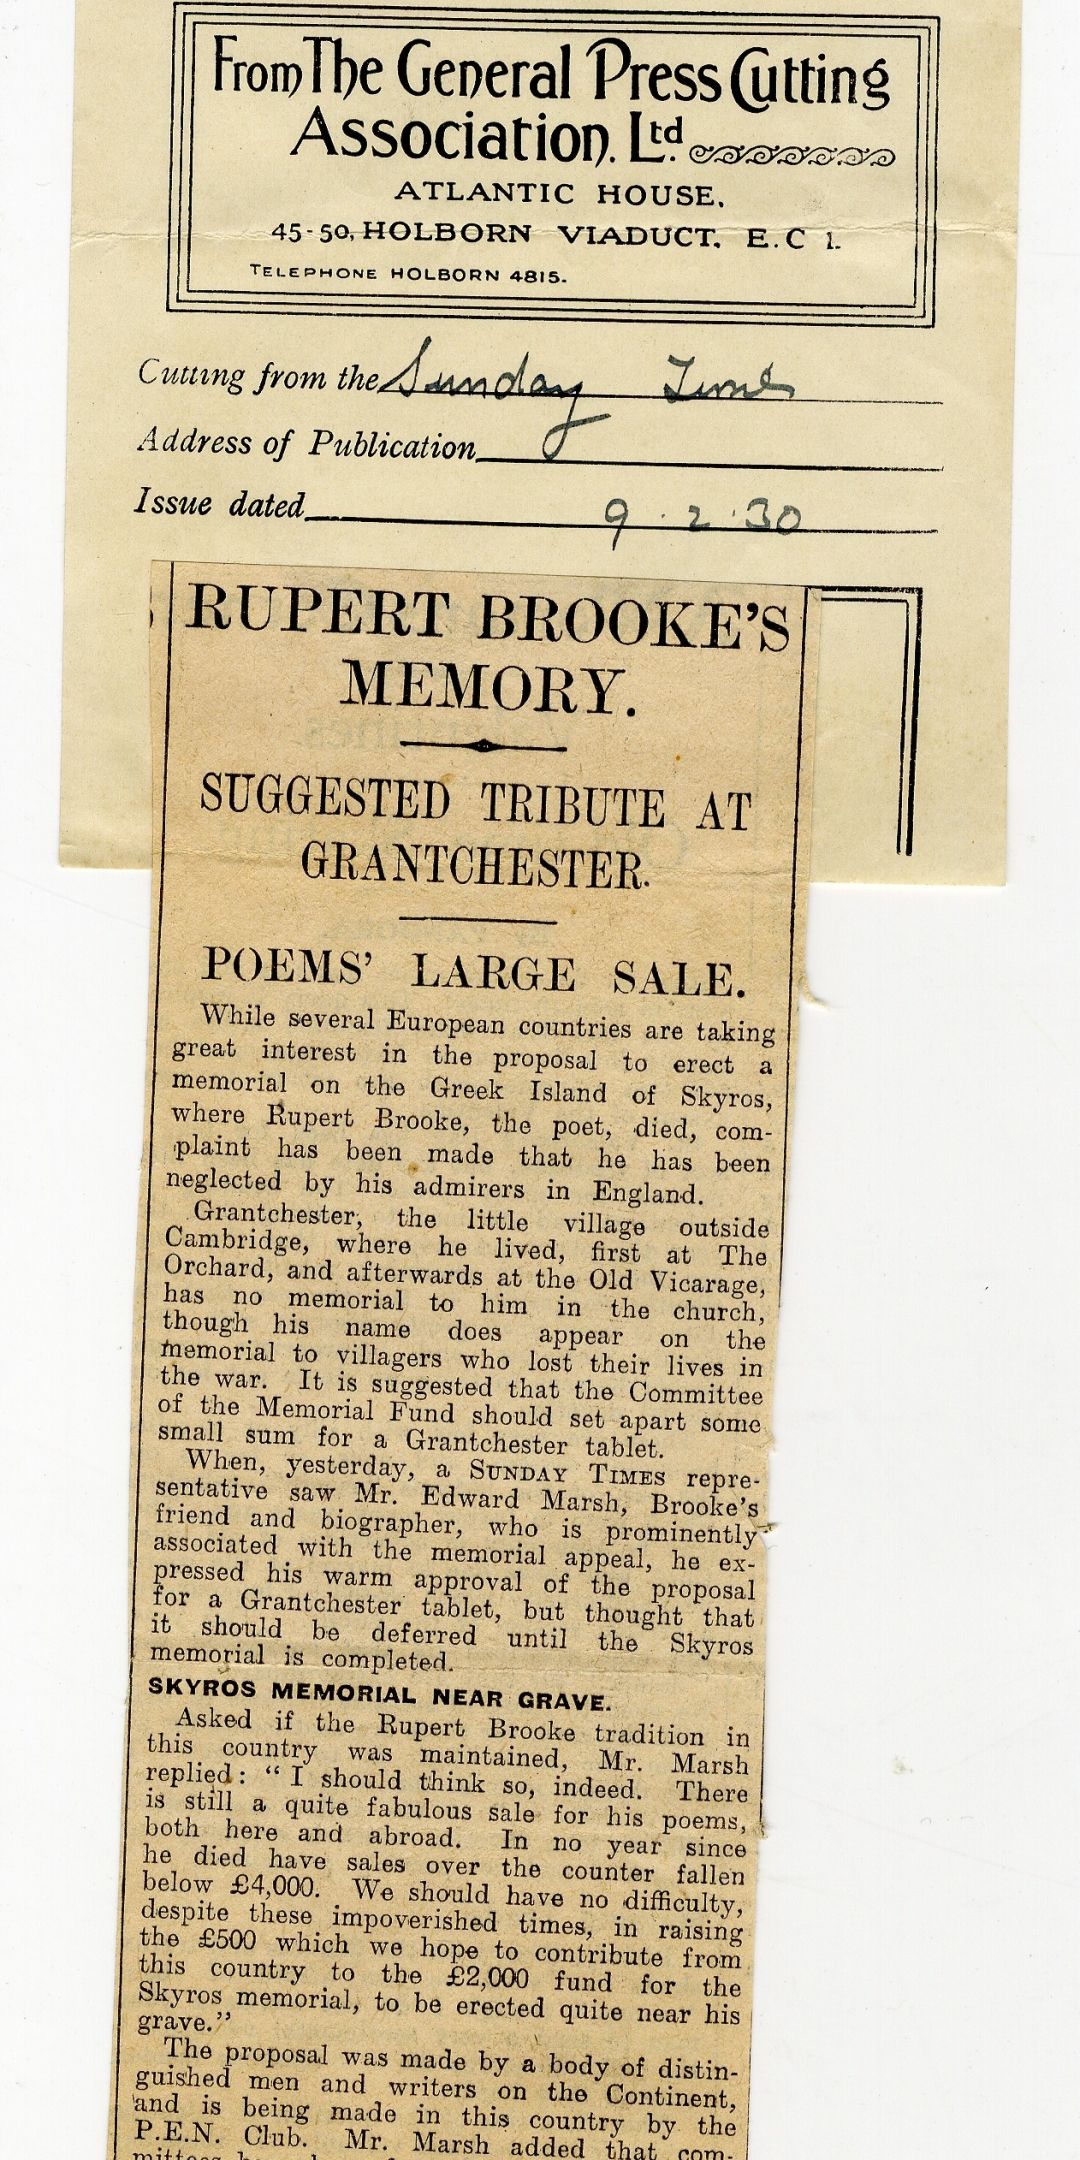 From The General Press Cutting
Association. Ltd.
ATLANTIC HOUSE.
45-50, HOLBORN VIADUCT. E.C 1.
TELEPHONE HOLBORN 4815.
Cutting from the Sunday Times
Address of Publication
Issue dated 9.2.30
RUPERT BROOKE'S
MEMORY.
SUGGESTED TRIBUTE AT
GRANTCHESTER.
POEMS' LARGE SALE.
While several European countries are taking
great interest in the proposal to erect a
memorial on the Greek Island of Skyros,
where Rupert Brooke, the poet, died, com-
plaint has been made that he has been
neglected by his admirers in England.
Grantchester, the little village outside
Cambridge, where he lived, first at The
Orchard, and afterwards at the Old Vicarage,
has no memorial to him in the church,
though his name does appear on the
memorial to villagers who lost their lives in
the war. It is suggested that the Committee
of the Memorial Fund should set apart some
small sum for a Grantchester tablet.
When, yesterday, a SUNDAY TIMES repre-
sentative saw Mr. Edward Marsh, Brooke's
friend and biographer, who is prominently
associated with the memorial appeal, he ex-
pressed his warm approval of the proposal
for a Grantchester tablet, but thought that
it should be deferred until the Skyros
memorial is completed.
SKYROS MEMORIAL NEAR GRAVE.
Asked if the Rupert Brooke tradition in
this country was maintained, Mr. Marsh
replied: "I should think so, indeed. There
is still a quite fabulous sale for his poems,
both here and abroad. In no year since
he died have sales over the counter fallen
below £4,000. We should have no difficulty,
despite these impoverished times, in raising
the £500 which we hope to contribute from
this country to the £2,000 fund for the
Skyros memorial, to be erected quite near his
grave."
The proposal was made by a body of distin-
guished men and writers on the Continent,
and is being made in this country by the
P.E.N. Club. Mr. Marsh added that com-